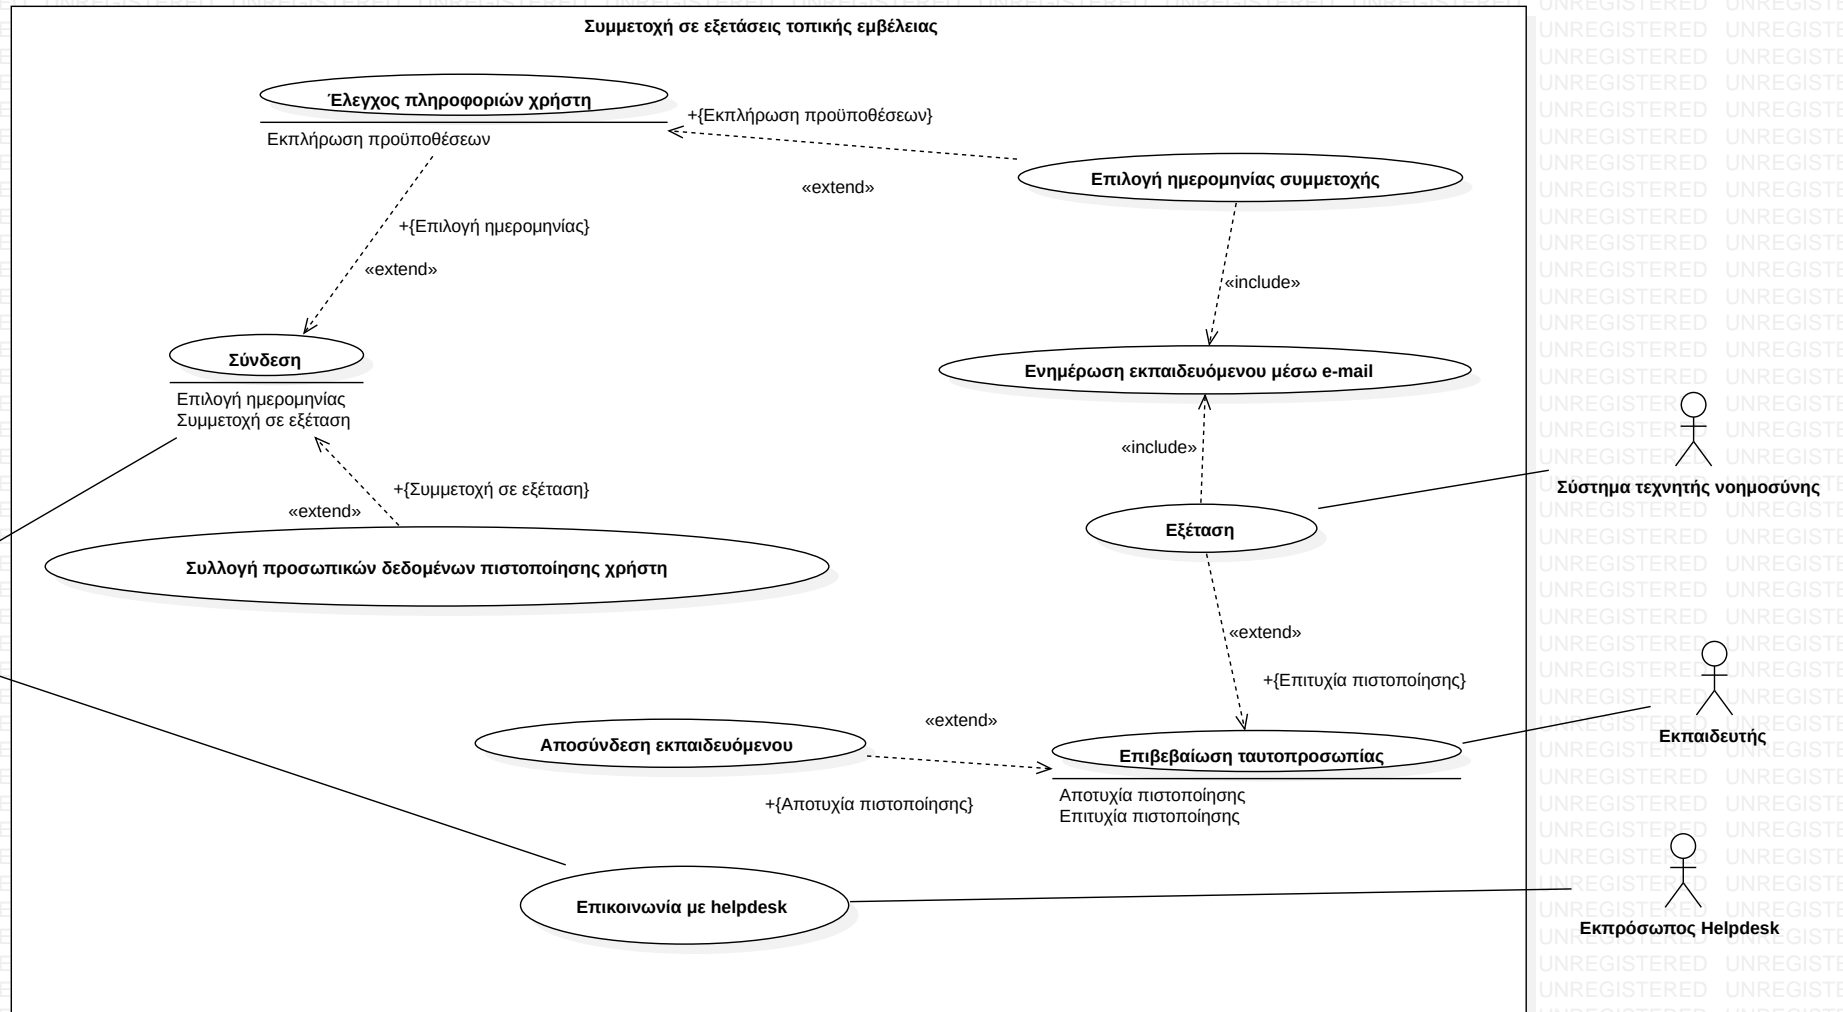 Συμμετοχή σε εξετάσεις τοπικής εμβέλειας
Έλεγχος πληροφοριών χρήστη
Εκπλήρωση προϋποθέσεων
+{Εκπλήρωση προϋποθέσεων}
«extend»
Επιλογή ημερομηνίας συμμετοχής
+{Επιλογή ημερομηνίας}
«extend»
«include»
Σύνδεση
Επιλογή ημερομηνίας
Συμμετοχή σε εξέταση
Ενημέρωση εκπαιδευόμενου μέσω e-mail
«include»
+{Συμμετοχή σε εξέταση}
«extend»
Σύστημα τεχνητής νοημοσύνης
Εξέταση
Συλλογή προσωπικών δεδομένων πιστοποίησης χρήστη
«extend»
+{Επιτυχία πιστοποίησης}
«extend»
Αποσύνδεση εκπαιδευόμενου
Επιβεβαίωση ταυτοπροσωπίας
Εκπαιδευτής
+{Αποτυχία πιστοποίησης}
Αποτυχία πιστοποίησης
Επιτυχία πιστοποίησης
Επικοινωνία με helpdesk
Εκπρόσωπος Helpdesk
UNREGISTERED